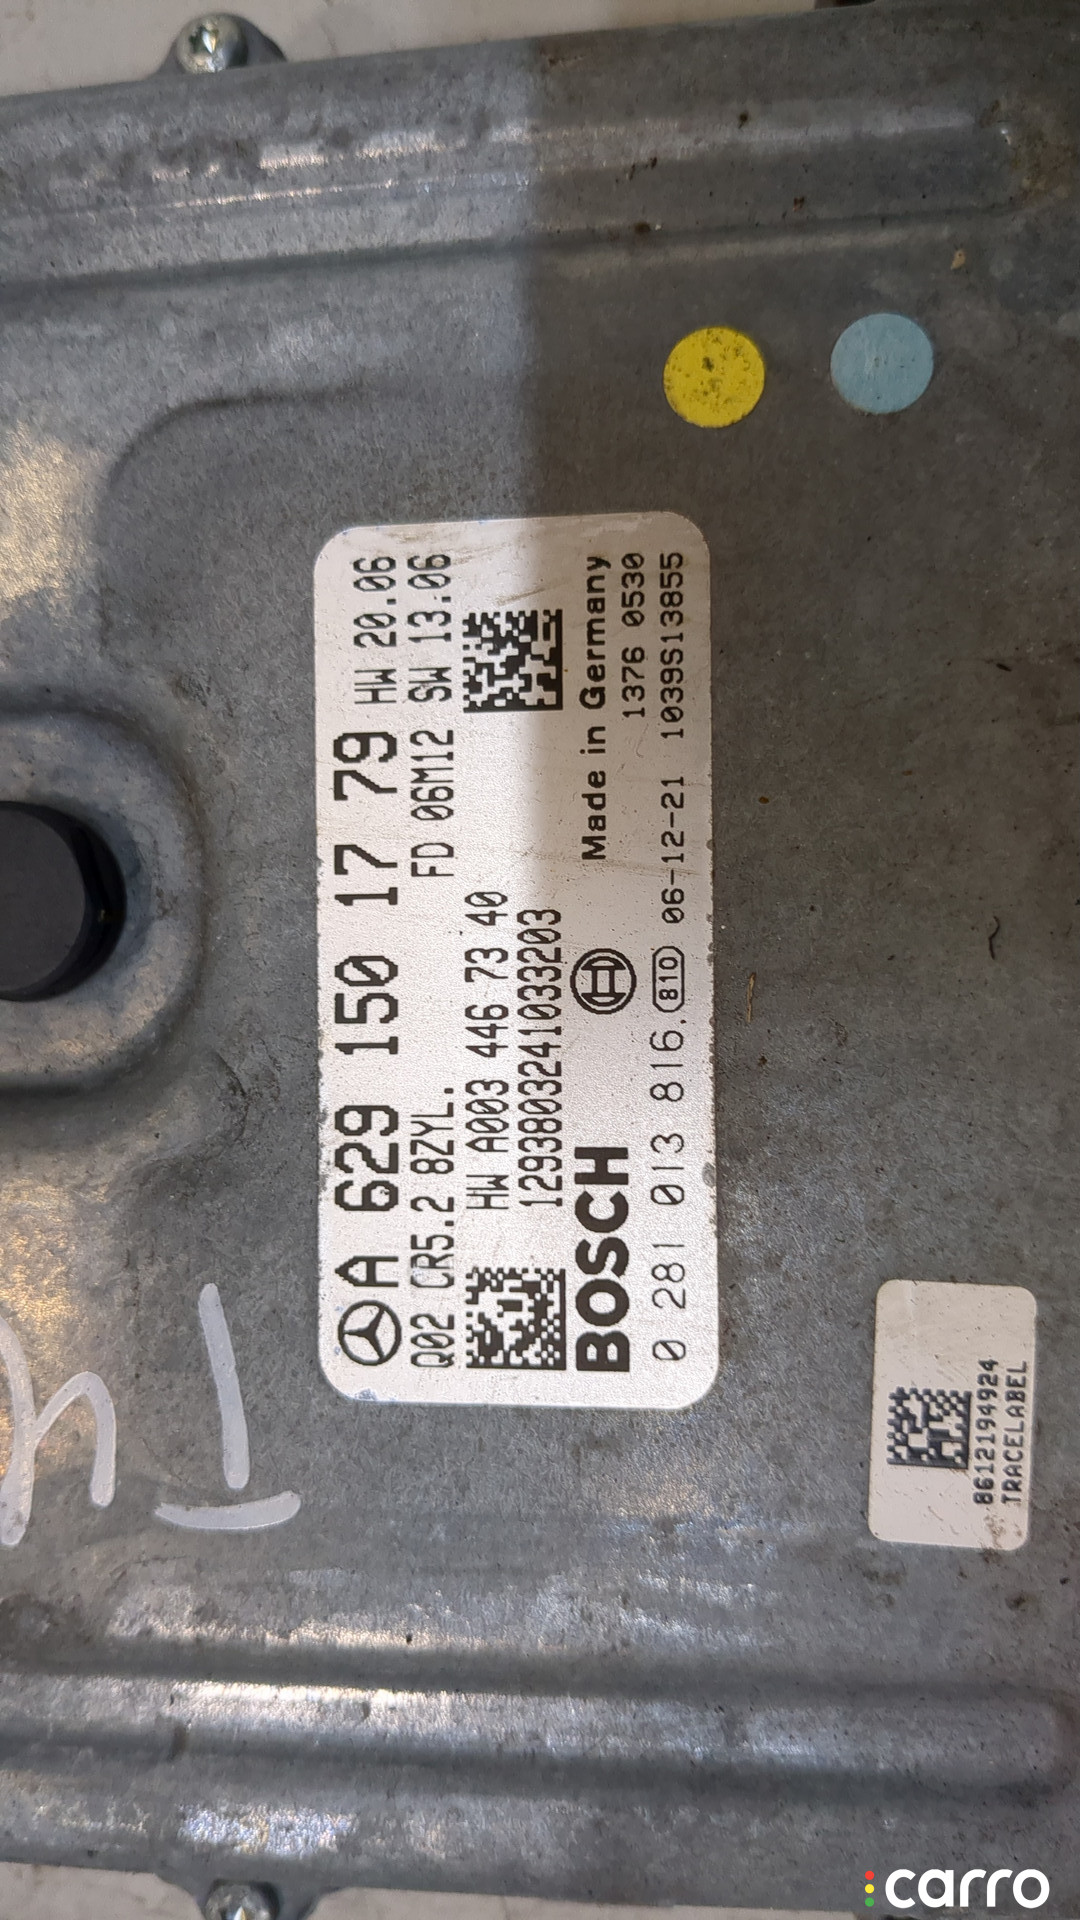 A 629 150 17 79 HW 20.06
Q02 CR5.2 8ZYL. FD 06M12 SW 13.06
HW A003 446 73 40
1293803241033203
BOSCH Made in Germany
1376 0530
0 281 013 816. 810 06-12-21 1039S13855
8612194924
TRACELABEL
carro